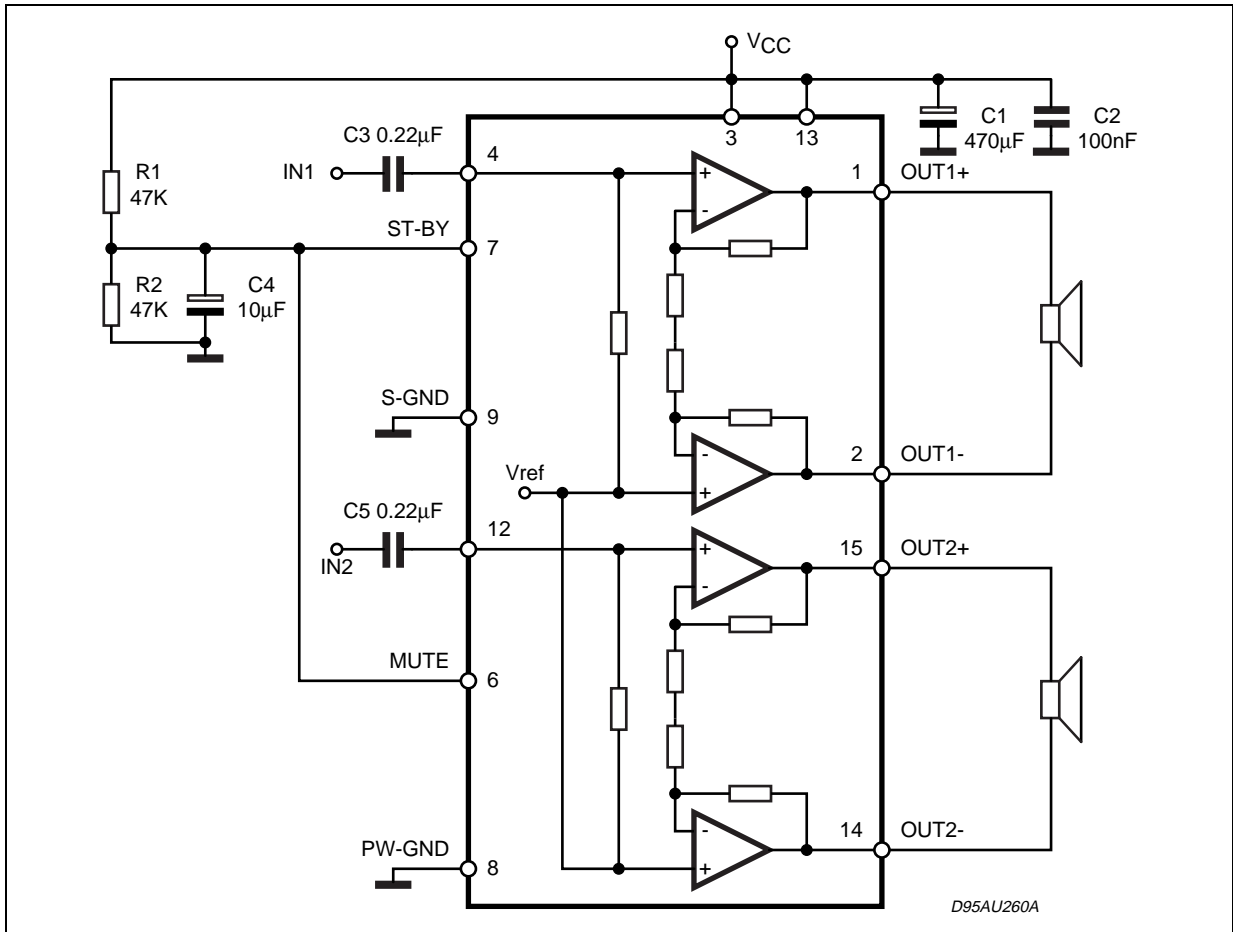 VCC
C3 0.22µF
4
3
13
C1
470µF
C2
100nF
IN1
R1
47K
+
-
1
OUT1+
ST-BY
7
R2
47K
C4
10µF
S-GND
9
Vref
-
+
2
OUT1-
C5 0.22µF
12
IN2
+
-
15
OUT2+
MUTE
6
-
+
14
OUT2-
PW-GND
8
D95AU260A